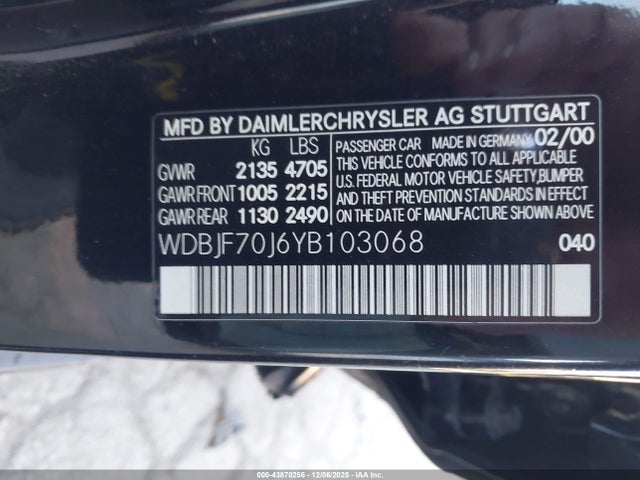 MFD BY DAIMLERCHRYSLER AG STUTTGART
KG LBS
GVWR 2135 4705
GAWR FRONT 1005 2215
GAWR REAR 1130 2490
PASSENGER CAR MADE IN GERMANY 02/00
THIS VEHICLE CONFORMS TO ALL APPLICABLE
U.S. FEDERAL MOTOR VEHICLE SAFETY, BUMPER
AND THEFT PREVENTION STANDARDS IN EFFECT
ON THE DATE OF MANUFACTURE SHOWN ABOVE.
WDBJF70J6YB103068 040
000-43870256 - 12/06/2025 - IAAI